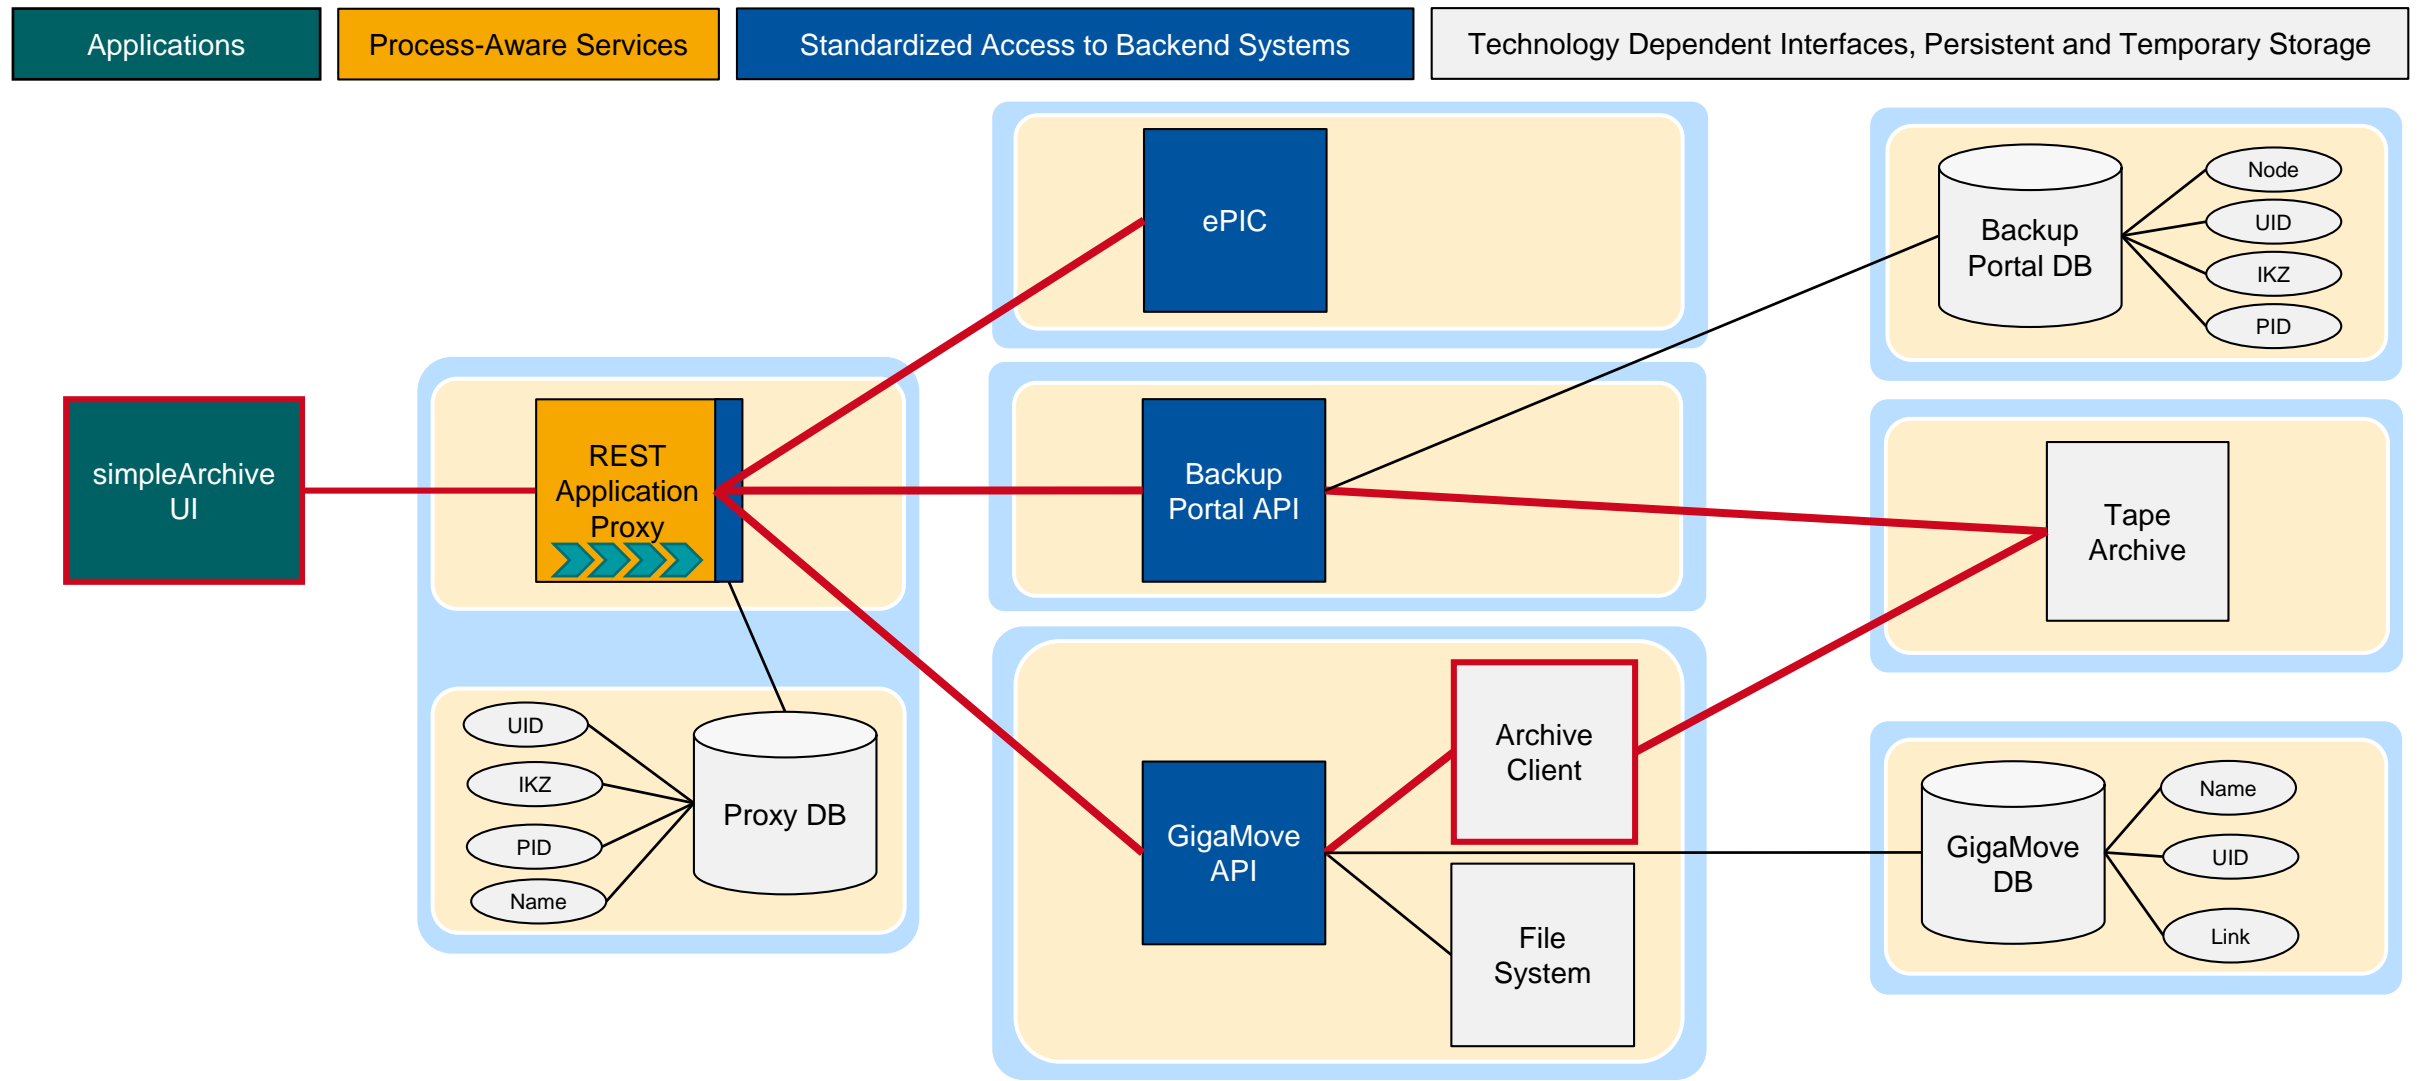 Applications
Process-Aware Services
Standardized Access to Backend Systems
Technology Dependent Interfaces, Persistent and Temporary Storage
simpleArchive
UI
REST
Application
Proxy
UID
IKZ
PID
Name
Proxy DB
ePIC
Backup
Portal API
GigaMove
API
Archive
Client
File
System
Backup
Portal DB
Node
UID
IKZ
PID
Tape
Archive
GigaMove
DB
Name
UID
Link